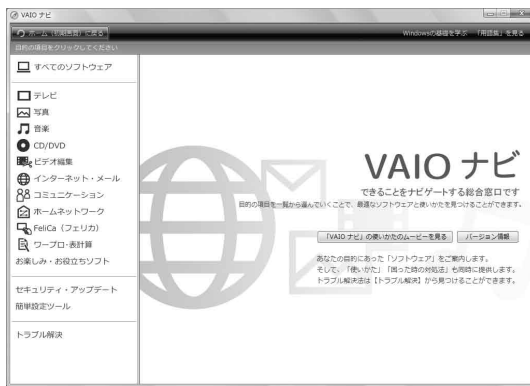 VAIO ナビ
ホーム（初期画面）に戻る
Windowsの基礎を学ぶ 「用語集」を見る
目的の項目をクリックしてください
すべてのソフトウェア
テレビ
写真
音楽
CD/DVD
ビデオ編集
インターネット・メール
コミュニケーション
ホームネットワーク
FeliCa（フェリカ）
ワープロ・表計算
お楽しみ・お役立ちソフト
セキュリティ・アップデート
簡単設定ツール
トラブル解決
VAIO ナビ
できることをナビゲートする総合窓口です
目的の項目を一覧から選んでいくことで、最適なソフトウェアと使いかたを見つけることができます。
「VAIO ナビ」の使いかたのムービーを見る
バージョン情報
あなたの目的にあった「ソフトウェア」をご案内します。
そして、「使いかた」「困った時の対処法」も同時に提供します。
トラブル解決法は【トラブル解決】から見つけることができます。